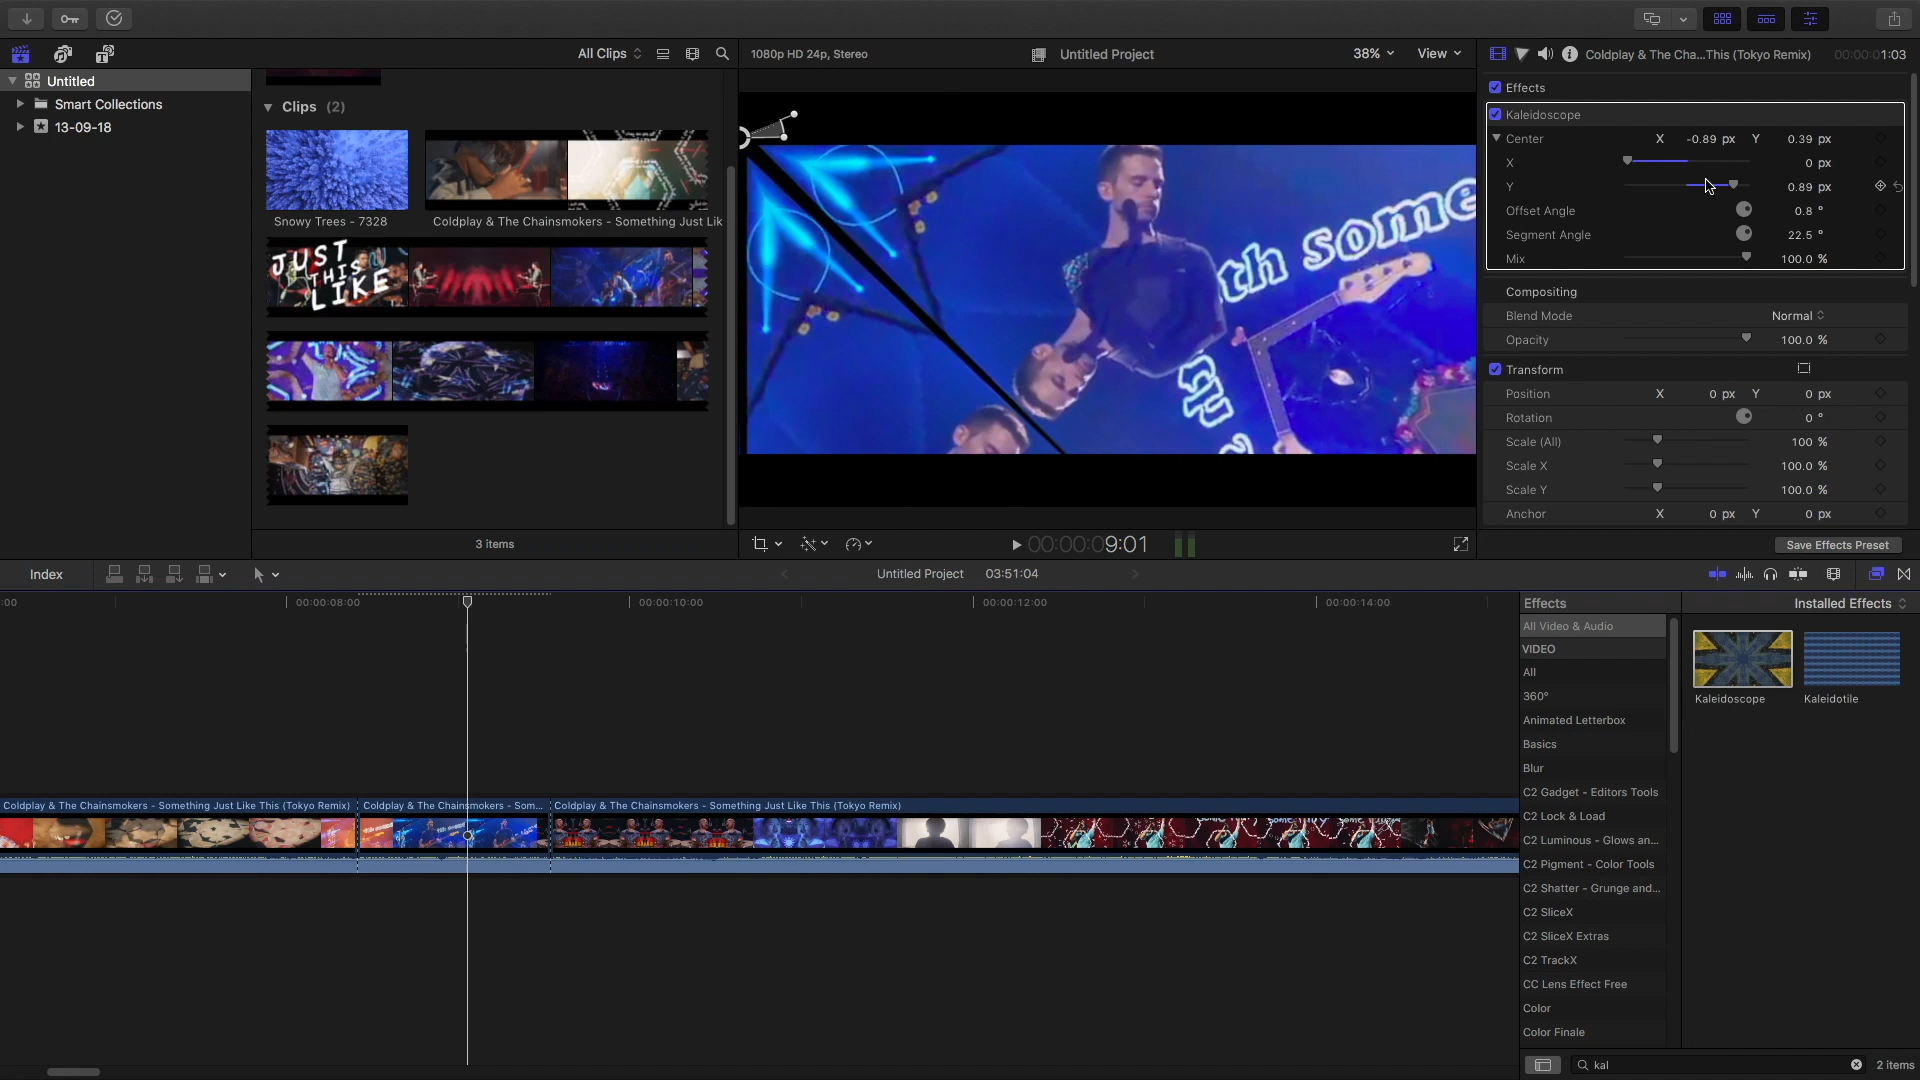 All Clips
1080p HD 24p, Stereo
Untitled Project
38%
View
Coldplay & The Cha...This (Tokyo Remix)
00:00:01:03
Untitled
Smart Collections
13-09-18
Clips (2)
Snowy Trees - 7328
Coldplay & The Chainsmokers - Something Just Lik
JUST
THIS
LIKE
th some
Effects
Kaleidoscope
Center X -0.89 px Y 0.39 px
X 0 px
Y 0.89 px
Offset Angle 0.8 °
Segment Angle 22.5 °
Mix 100.0 %
Compositing
Blend Mode Normal
Opacity 100.0 %
Transform
Position X 0 px Y 0 px
Rotation 0 °
Scale (All) 100 %
Scale X 100.0 %
Scale Y 100.0 %
Anchor X 0 px Y 0 px
3 items
00:00:09:01
Save Effects Preset
Index
Untitled Project 03:51:04
:00
00:00:08:00
00:00:10:00
00:00:12:00
00:00:14:00
Coldplay & The Chainsmokers - Something Just Like This (Tokyo Remix)
Coldplay & The Chainsmokers - Som...
Coldplay & The Chainsmokers - Something Just Like This (Tokyo Remix)
Effects
Installed Effects
All Video & Audio
VIDEO
All
360°
Animated Letterbox
Basics
Blur
C2 Gadget - Editors Tools
C2 Lock & Load
C2 Luminous - Glows an...
C2 Pigment - Color Tools
C2 Shatter - Grunge and...
C2 SliceX
C2 SliceX Extras
C2 TrackX
CC Lens Effect Free
Color
Color Finale
Kaleidoscope
Kaleidotile
kal
2 items